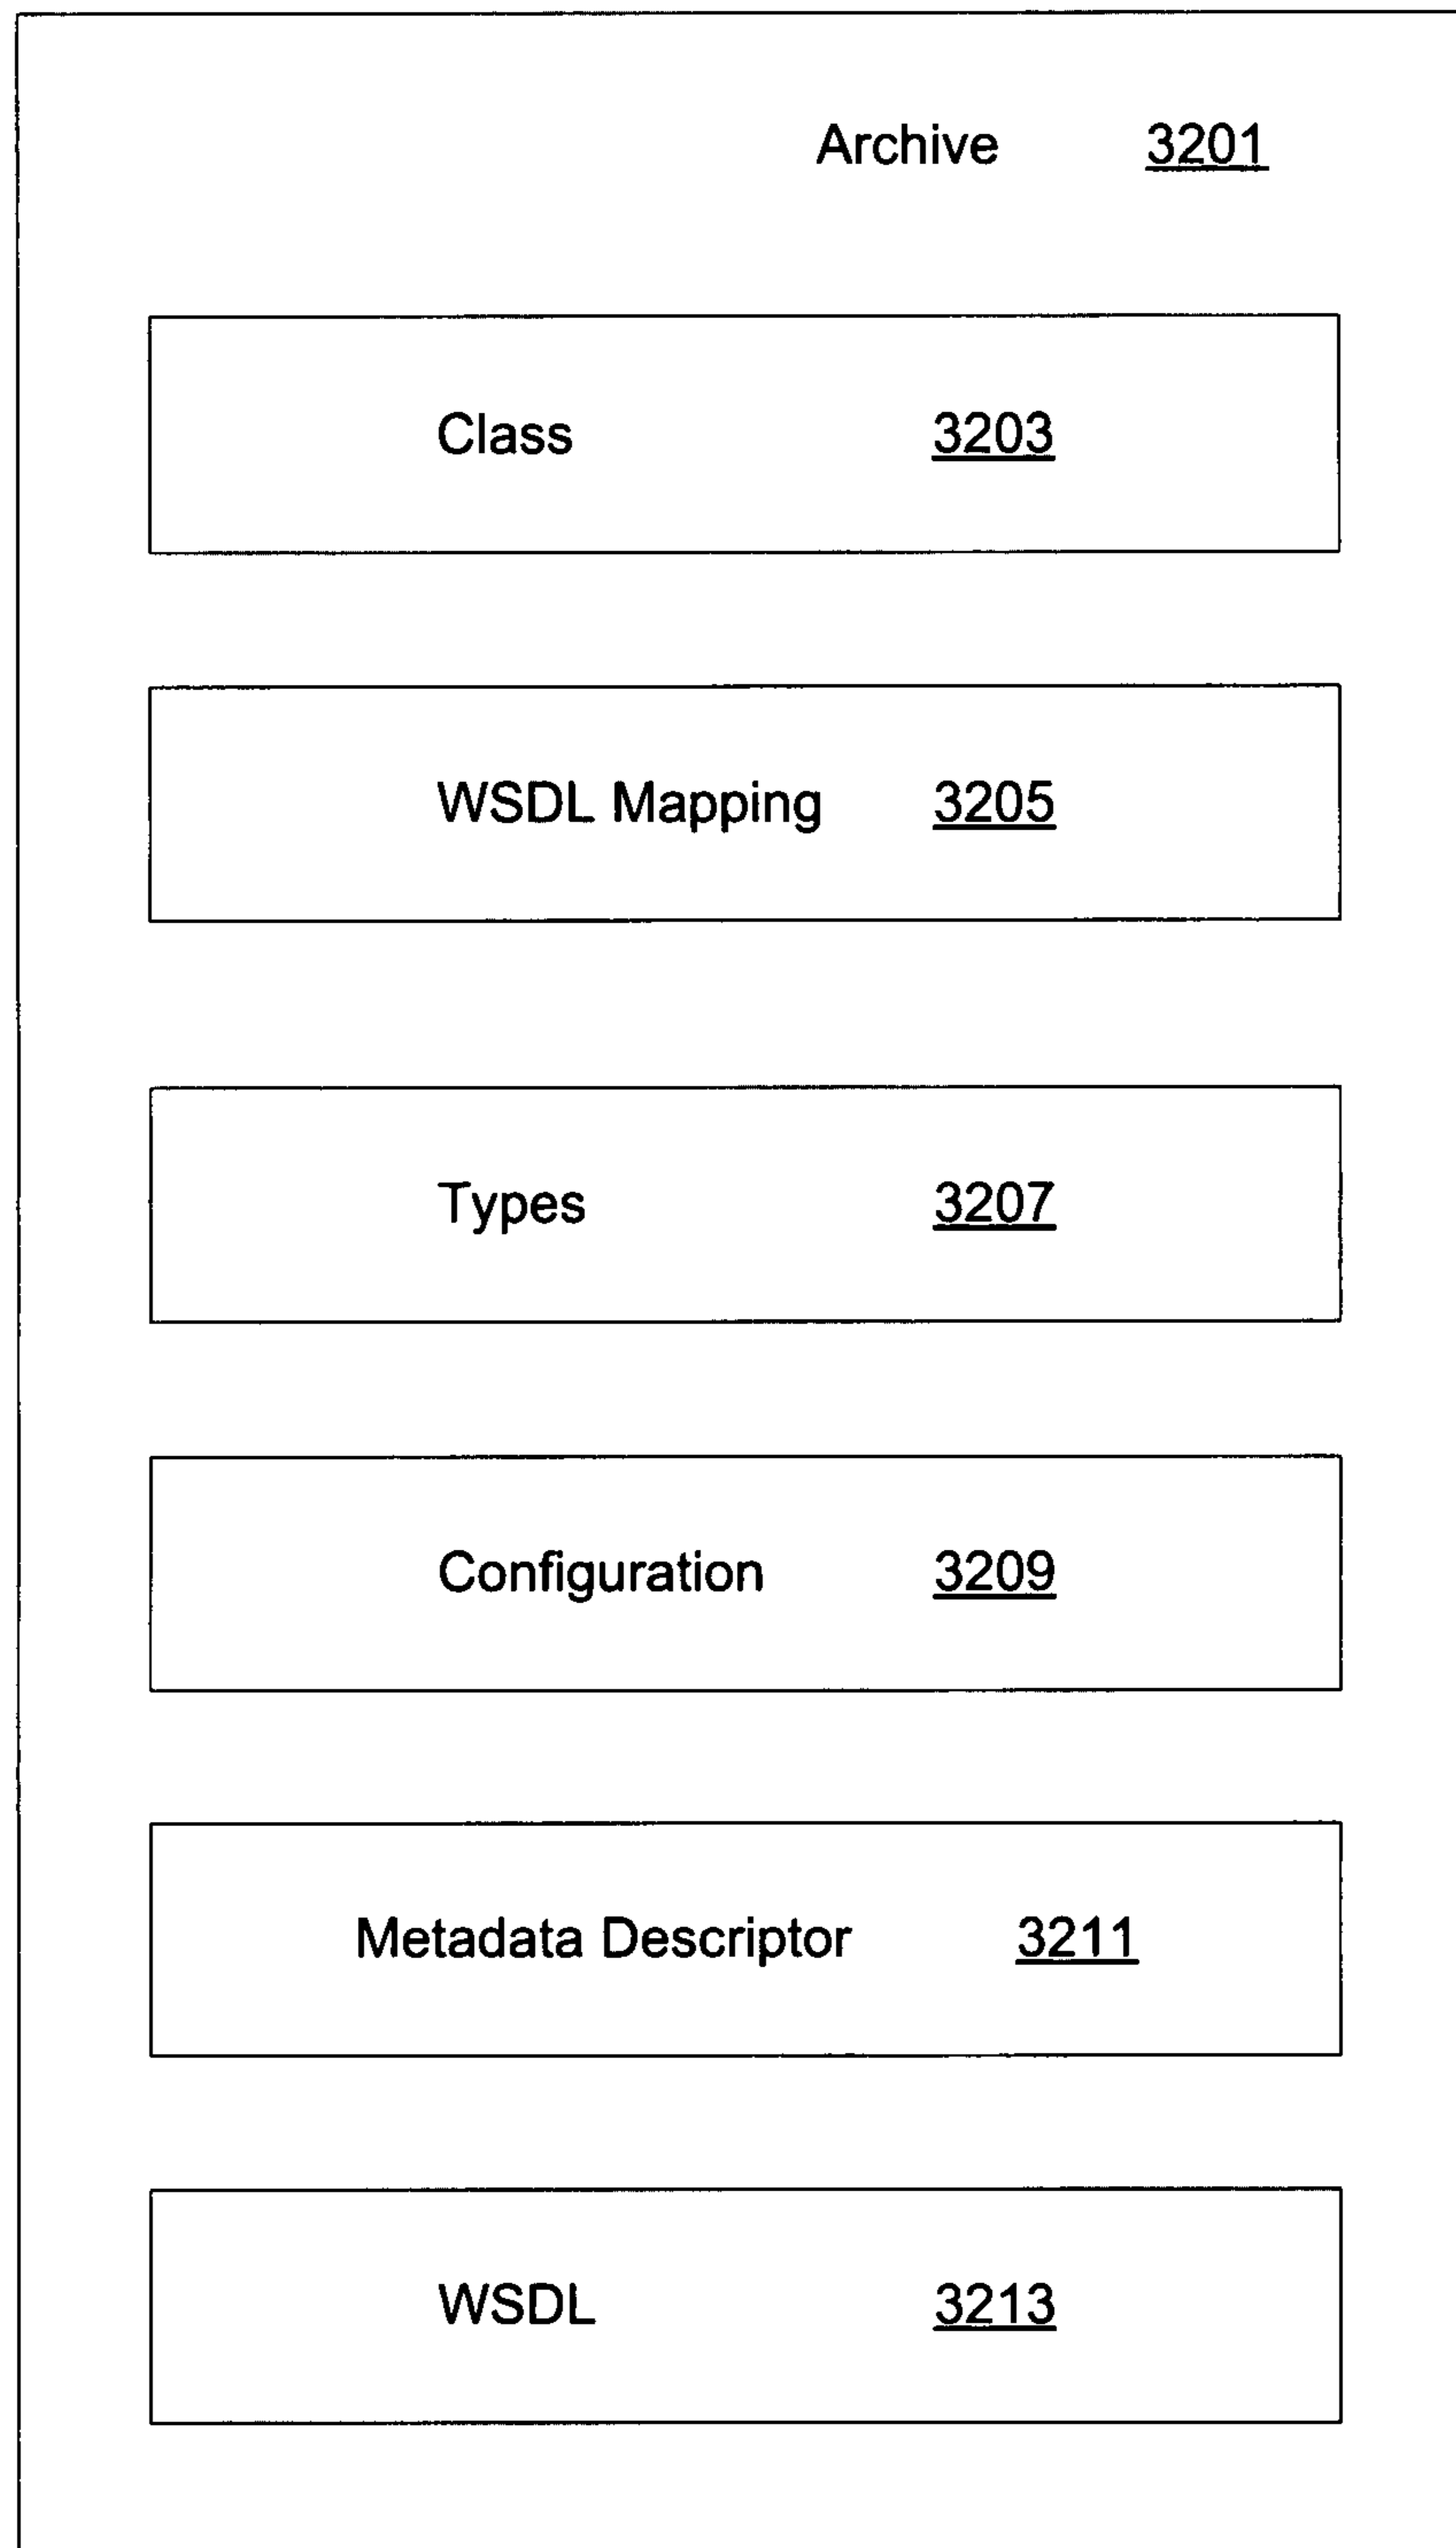 Archive 3201
Class 3203
WSDL Mapping 3205
Types 3207
Configuration 3209
Metadata Descriptor 3211
WSDL 3213